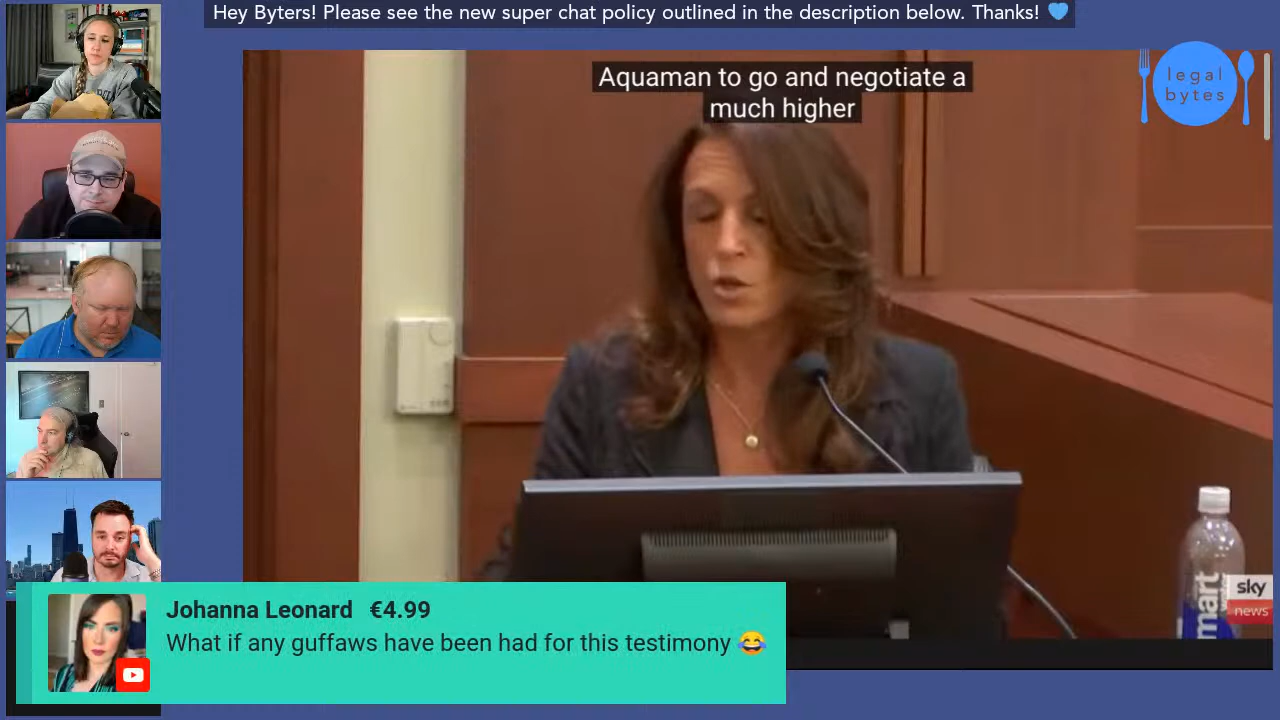 Hey Byters! Please see the new super chat policy outlined in the description below. Thanks! 💙
legal
bytes
Aquaman to go and negotiate a
much higher
Johanna Leonard €4.99
What if any guffaws have been had for this testimony 😂
mart
sky
news